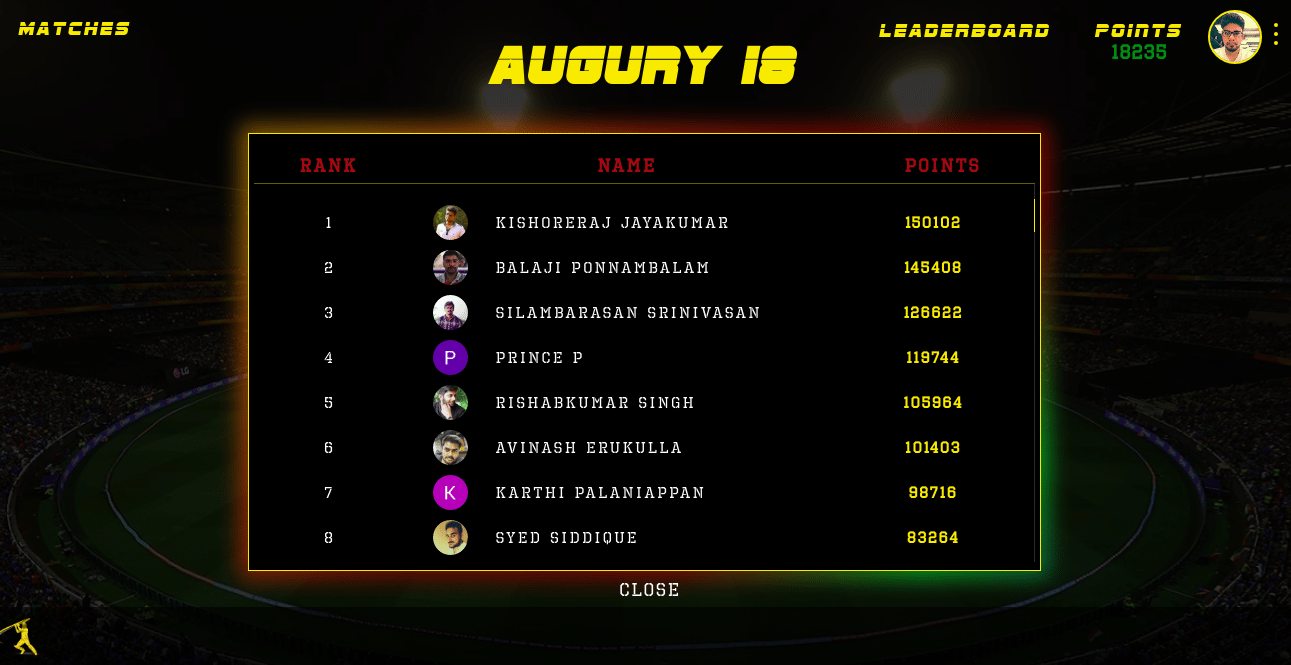 MATCHES
LEADERBOARD
POINTS
18235
AUGURY 18
RANK NAME POINTS
1 KISHORERAJ JAYAKUMAR 150102
2 BALAJI PONNAMBALAM 145408
3 SILAMBARASAN SRINIVASAN 126622
4 P PRINCE P 119744
5 RISHABKUMAR SINGH 105964
6 AVINASH ERUKULLA 101403
7 K KARTHI PALANIAPPAN 98716
8 SYED SIDDIQUE 83264
LG
CLOSE